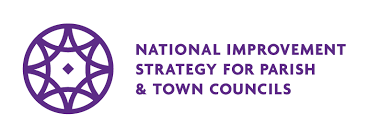 NATIONAL IMPROVEMENT
STRATEGY FOR PARISH
& TOWN COUNCILS